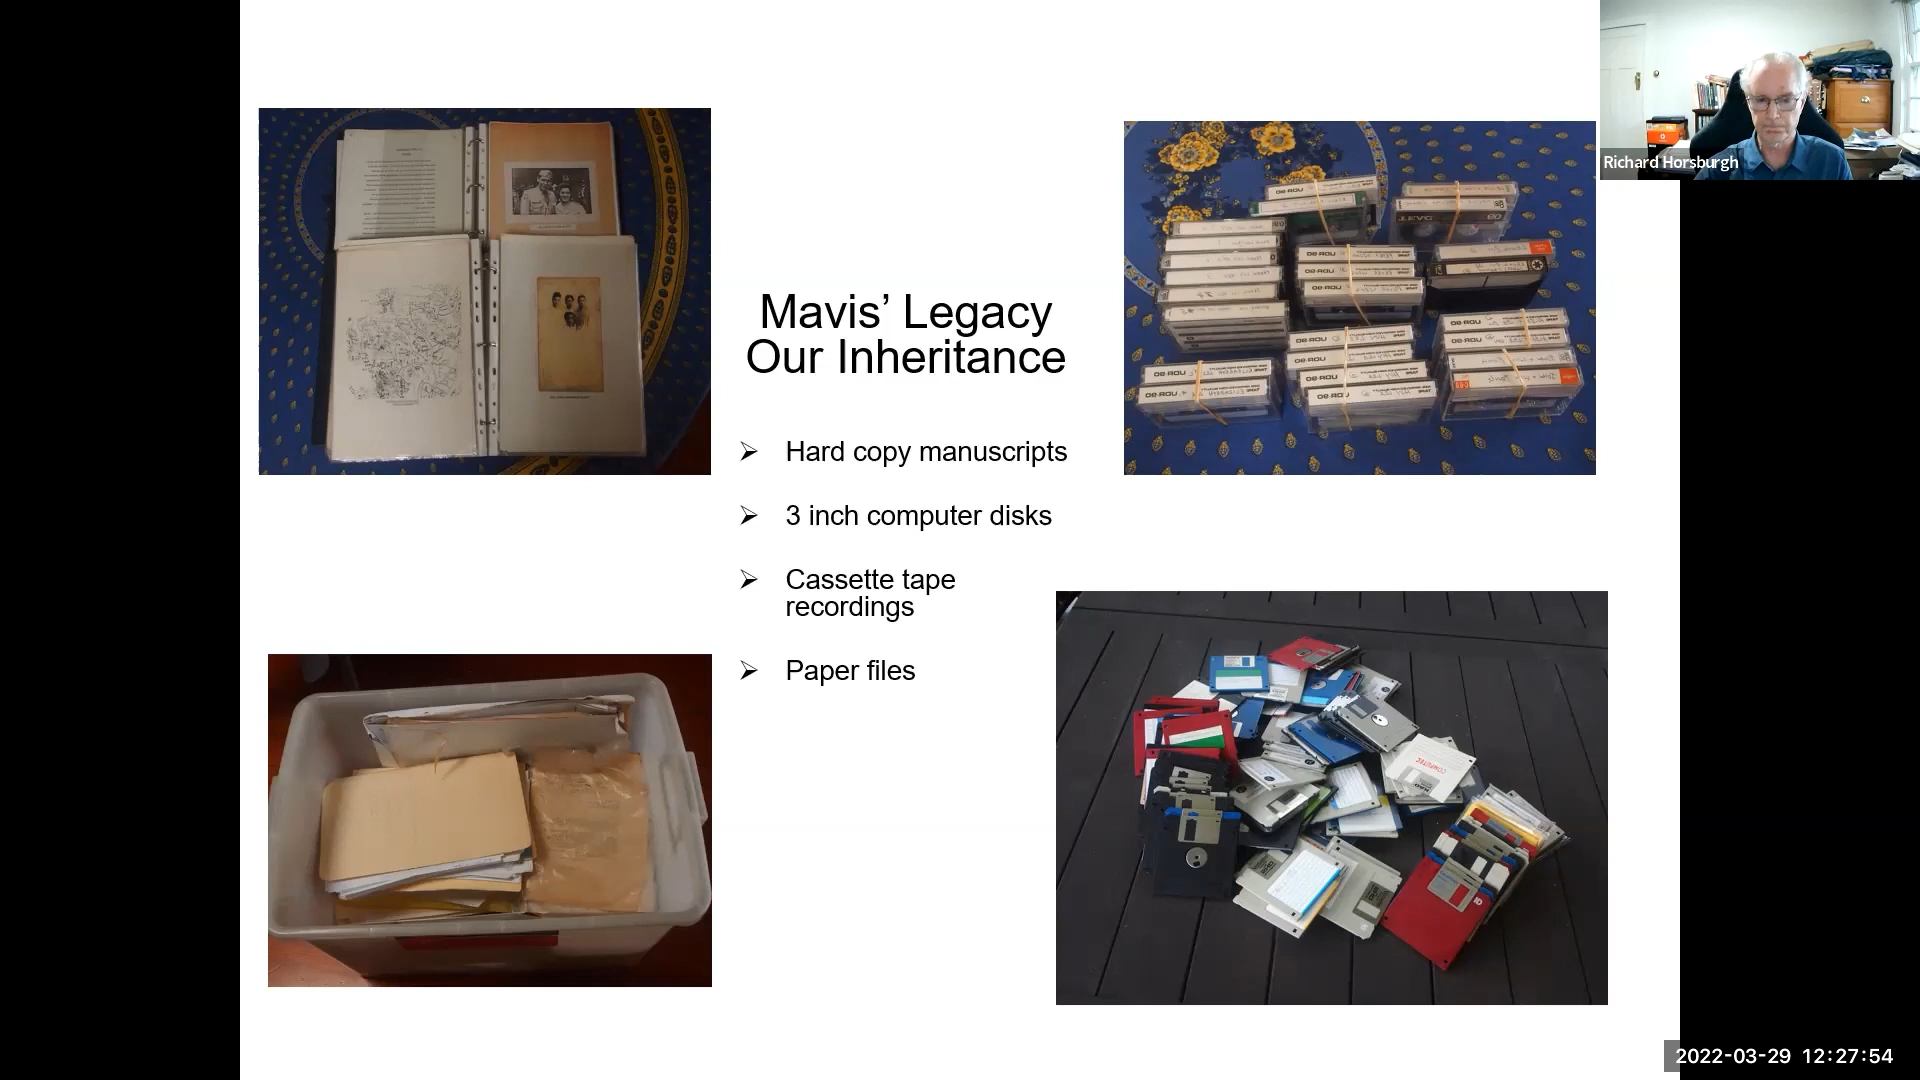 Mavis’ Legacy
Our Inheritance
➢ Hard copy manuscripts
➢ 3 inch computer disks
➢ Cassette tape
recordings
➢ Paper files
Richard Horsburgh
COMPUTEC
2022-03-29 12:27:54